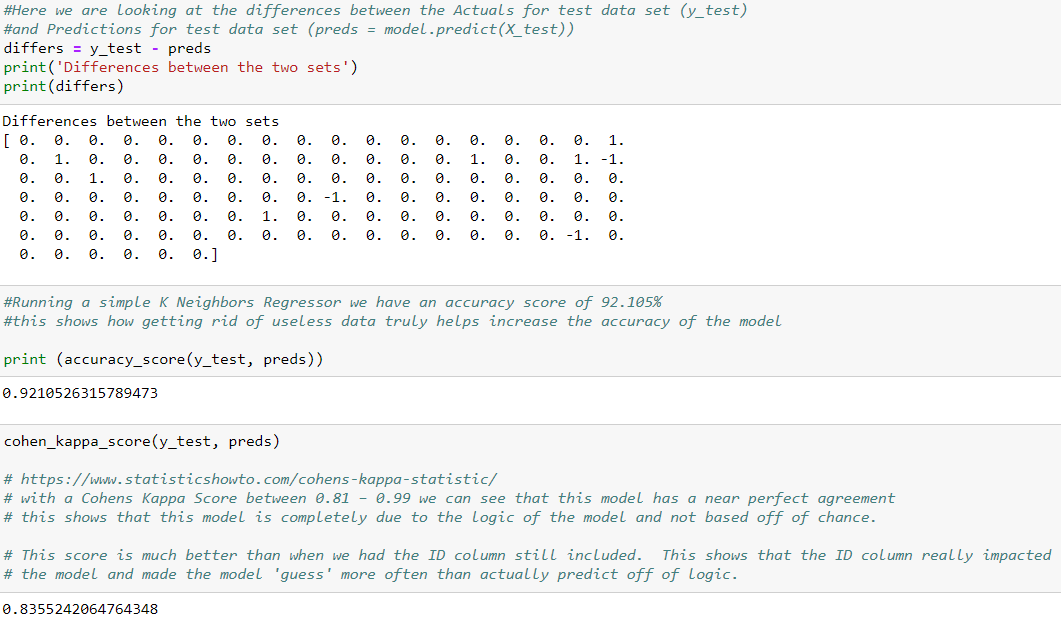 #Here we are looking at the differences between the Actuals for test data set (y_test)
#and Predictions for test data set (preds = model.predict(X_test))
differs = y_test - preds
print('Differences between the two sets')
print(differs)
Differences between the two sets
[ 0.  0.  0.  0.  0.  0.  0.  0.  0.  0.  0.  0.  0.  0.  0.  0.  0.  1.
  0.  1.  0.  0.  0.  0.  0.  0.  0.  0.  0.  0.  0.  1.  0.  0.  1. -1.
  0.  0.  1.  0.  0.  0.  0.  0.  0.  0.  0.  0.  0.  0.  0.  0.  0.  0.
  0.  0.  0.  0.  0.  0.  0.  0.  0. -1.  0.  0.  0.  0.  0.  0.  0.  0.
  0.  0.  0.  0.  0.  0.  0.  1.  0.  0.  0.  0.  0.  0.  0.  0.  0.  0.
  0.  0.  0.  0.  0.  0.  0.  0.  0.  0.  0.  0.  0.  0.  0.  0. -1.  0.
  0.  0.  0.  0.  0.  0.]
#Running a simple K Neighbors Regressor we have an accuracy score of 92.105%
#this shows how getting rid of useless data truly helps increase the accuracy of the model
print (accuracy_score(y_test, preds))
0.9210526315789473
cohen_kappa_score(y_test, preds)
# https://www.statisticshowto.com/cohens-kappa-statistic/
# with a Cohens Kappa Score between 0.81 – 0.99 we can see that this model has a near perfect agreement
# this shows that this model is completely due to the logic of the model and not based off of chance.
# This score is much better than when we had the ID column still included.  This shows that the ID column really impacted
# the model and made the model 'guess' more often than actually predict off of logic.
0.8355242064764348